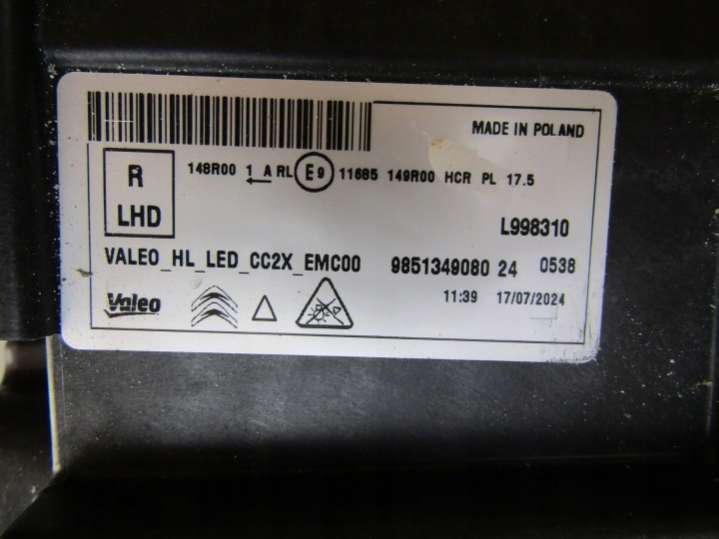 MADE IN POLAND
R
LHD
148R00 1 A RL E9 11685 149R00 HCR PL 17.5
L998310
VALEO_HL_LED_CC2X_EMC00 9851349080 24 0538
Valeo
11:39 17/07/2024